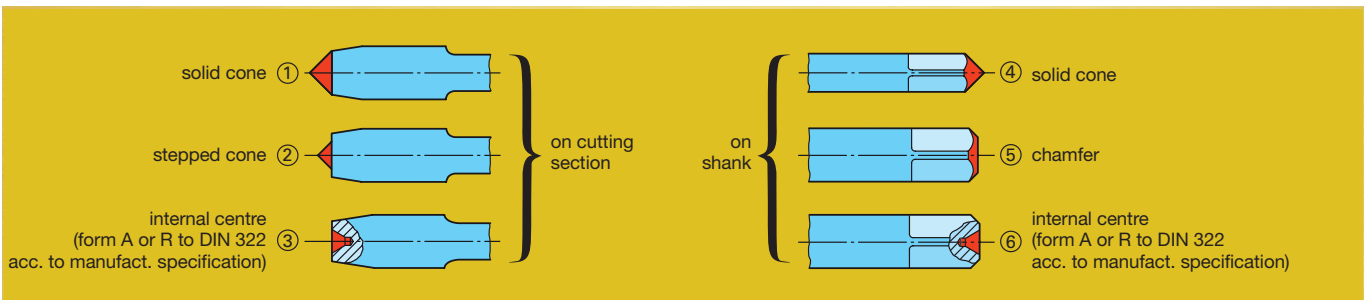 solid cone ①
stepped cone ②
internal centre
(form A or R to DIN 322 ③
acc. to manufact. specification)
on cutting
section
on
shank
④ solid cone
⑤ chamfer
internal centre
⑥ (form A or R to DIN 322
acc. to manufact. specification)